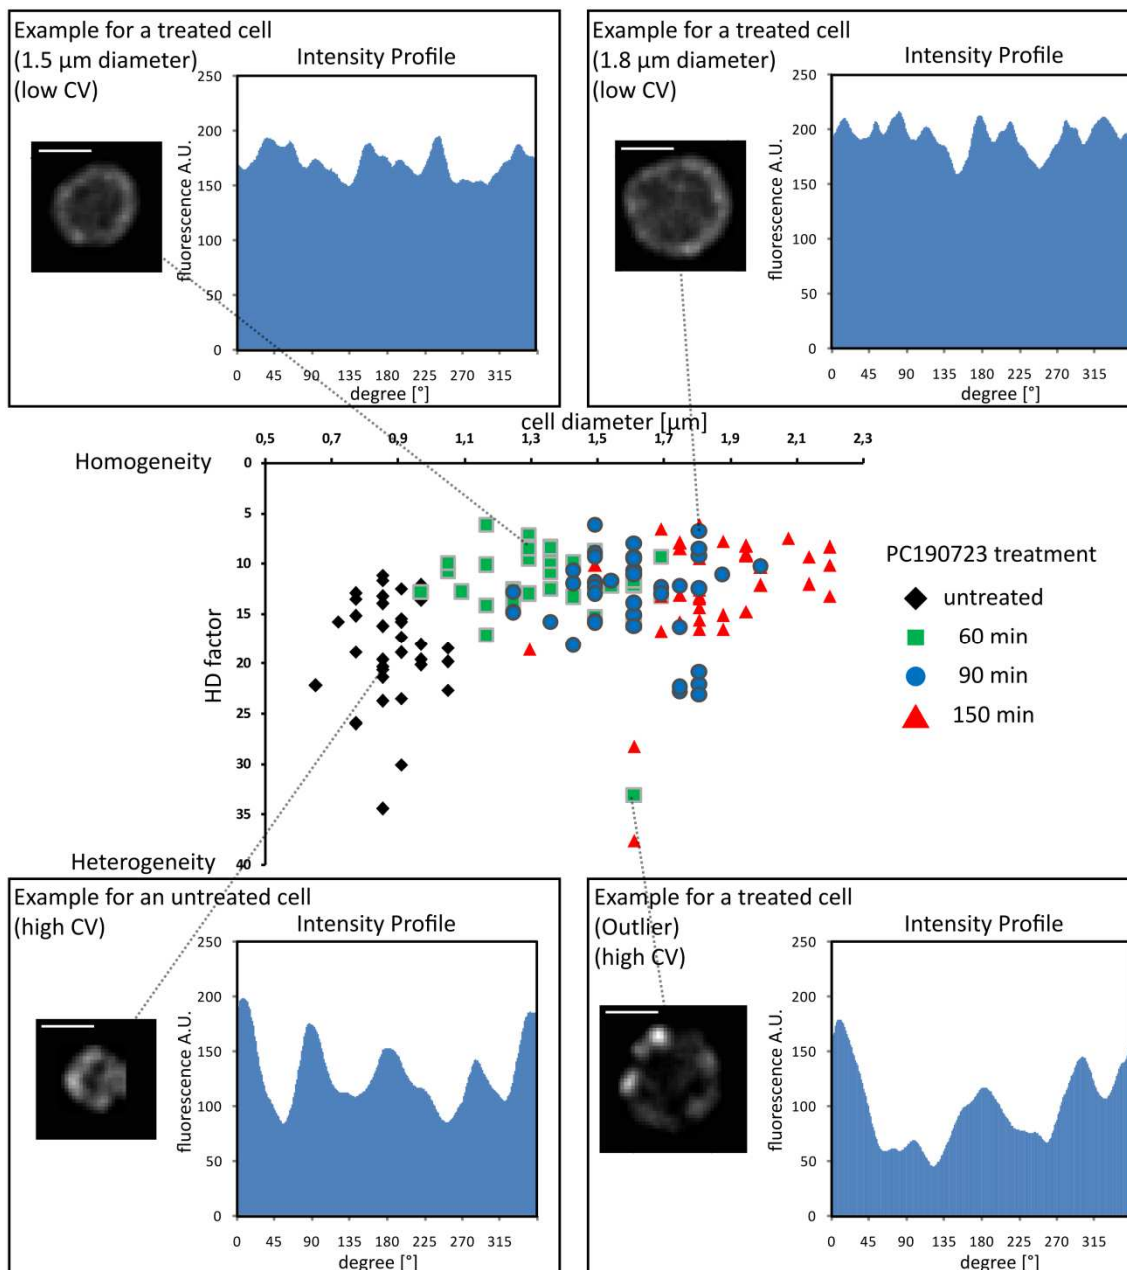 Example for a treated cell
(1.5 µm diameter)
(low CV)
Intensity Profile
fluorescence A.U.
250
200
150
100
50
0
0 45 90 135 180 225 270 315
degree [°]
Example for a treated cell
(1.8 µm diameter)
(low CV)
Intensity Profile
fluorescence A.U.
250
200
150
100
50
0
0 45 90 135 180 225 270 315
degree [°]
cell diameter [µm]
0,5 0,7 0,9 1,1 1,3 1,5 1,7 1,9 2,1 2,3
Homogeneity
HD factor
0
5
10
15
20
25
30
35
40
Heterogeneity
PC190723 treatment
untreated
60 min
90 min
150 min
Example for an untreated cell
(high CV)
Intensity Profile
fluorescence A.U.
250
200
150
100
50
0
0 45 90 135 180 225 270 315
degree [°]
Example for a treated cell
(Outlier)
(high CV)
Intensity Profile
fluorescence A.U.
250
200
150
100
50
0
0 45 90 135 180 225 270 315
degree [°]